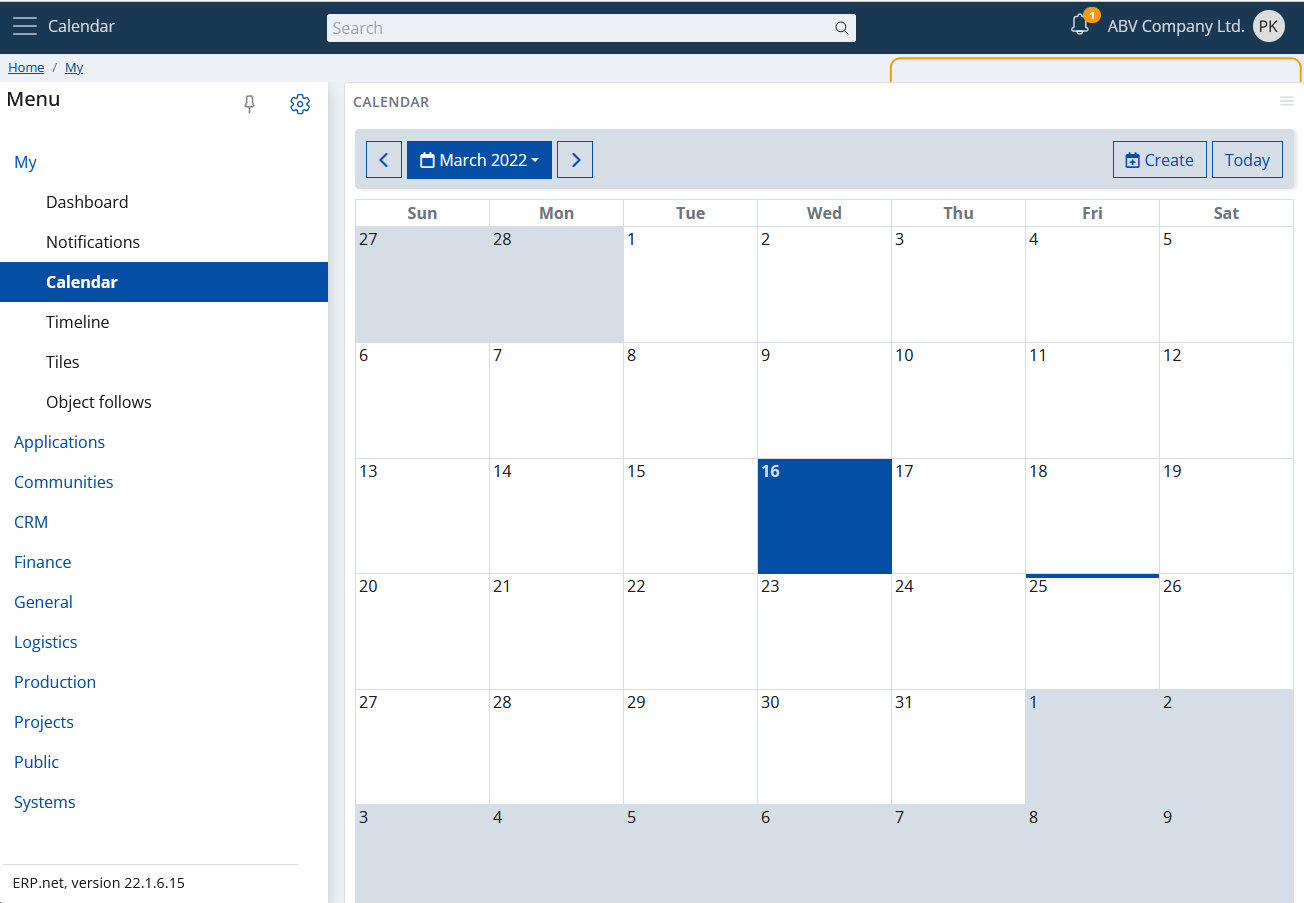 Calendar
Search
1
ABV Company Ltd.
PK
Home / My
Menu
My
Dashboard
Notifications
Calendar
Timeline
Tiles
Object follows
Applications
Communities
CRM
Finance
General
Logistics
Production
Projects
Public
Systems
ERP.net, version 22.1.6.15
CALENDAR
March 2022
Create
Today
Sun Mon Tue Wed Thu Fri Sat
27 28 1 2 3 4 5
6 7 8 9 10 11 12
13 14 15 16 17 18 19
20 21 22 23 24 25 26
27 28 29 30 31 1 2
3 4 5 6 7 8 9